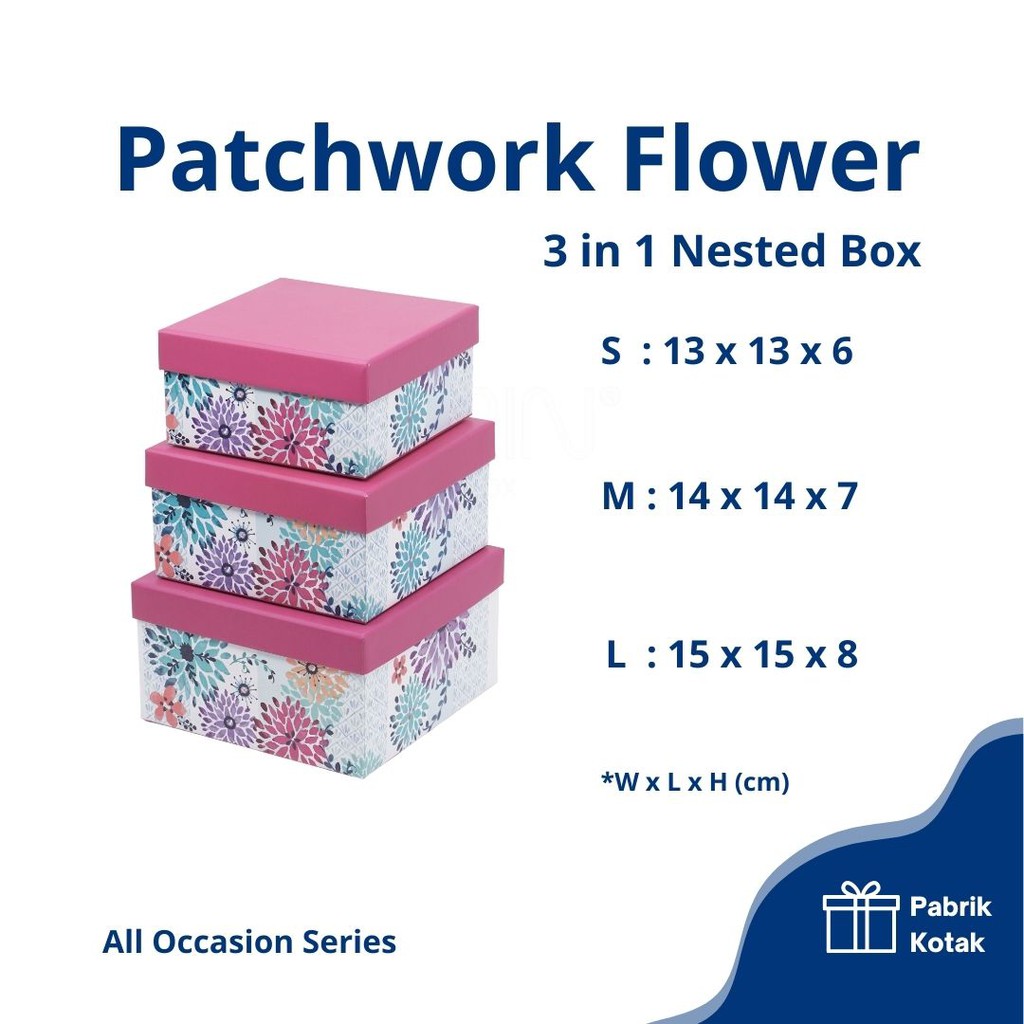 Patchwork Flower
3 in 1 Nested Box
S : 13 x 13 x 6
M : 14 x 14 x 7
L : 15 x 15 x 8
*W x L x H (cm)
All Occasion Series
Pabrik
Kotak